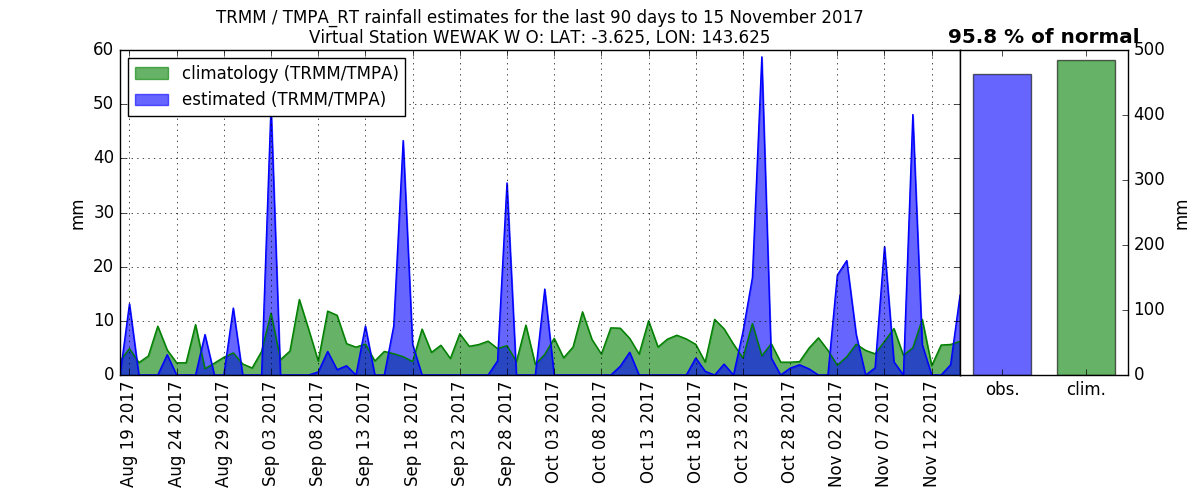 TRMM / TMPA_RT rainfall estimates for the last 90 days to 15 November 2017
Virtual Station WEWAK W O: LAT: -3.625, LON: 143.625
95.8 % of normal
climatology (TRMM/TMPA)
estimated (TRMM/TMPA)
60
50
40
30
20
10
0
mm
Aug 19 2017
Aug 24 2017
Aug 29 2017
Sep 03 2017
Sep 08 2017
Sep 13 2017
Sep 18 2017
Sep 23 2017
Sep 28 2017
Oct 03 2017
Oct 08 2017
Oct 13 2017
Oct 18 2017
Oct 23 2017
Oct 28 2017
Nov 02 2017
Nov 07 2017
Nov 12 2017
obs.
clim.
500
400
300
200
100
0
mm